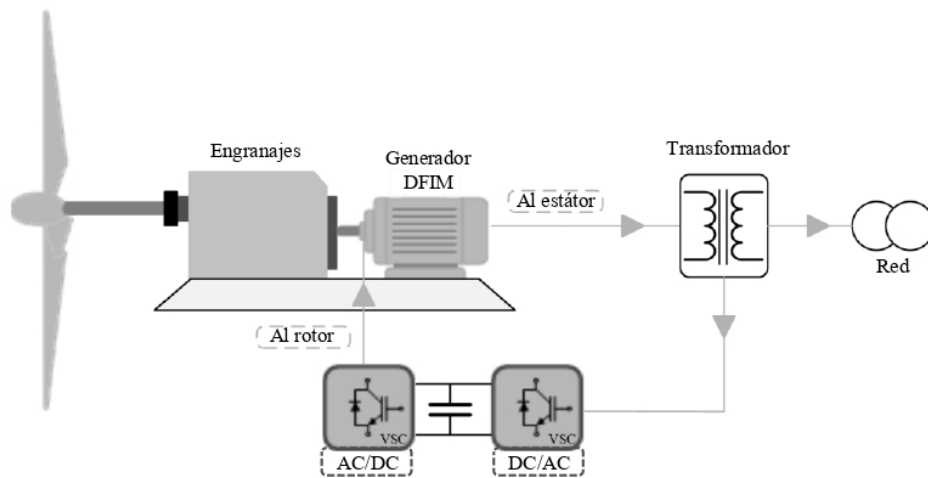 Engranajes
Generador
DFIM
Al estátor
Transformador
Red
Al rotor
VSC
VSC
AC/DC
DC/AC